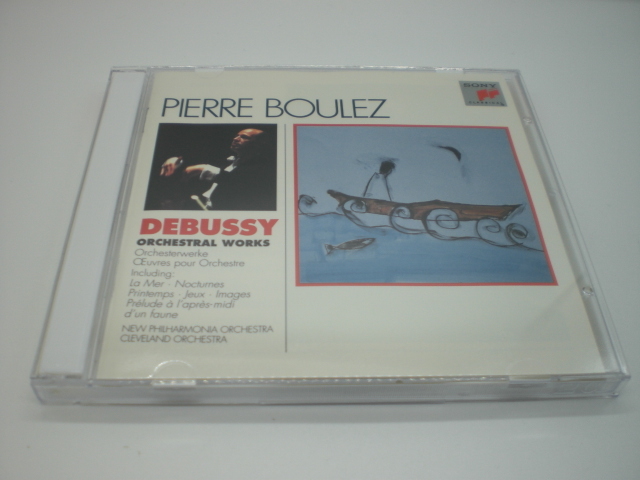 PIERRE BOULEZ
SONY
CLASSICAL
DEBUSSY
ORCHESTRAL WORKS
Orchesterwerke
Œuvres pour Orchestre
Including:
La Mer · Nocturnes
Printemps · Jeux · Images
Prélude à l'après-midi
d'un faune
NEW PHILHARMONIA ORCHESTRA
CLEVELAND ORCHESTRA